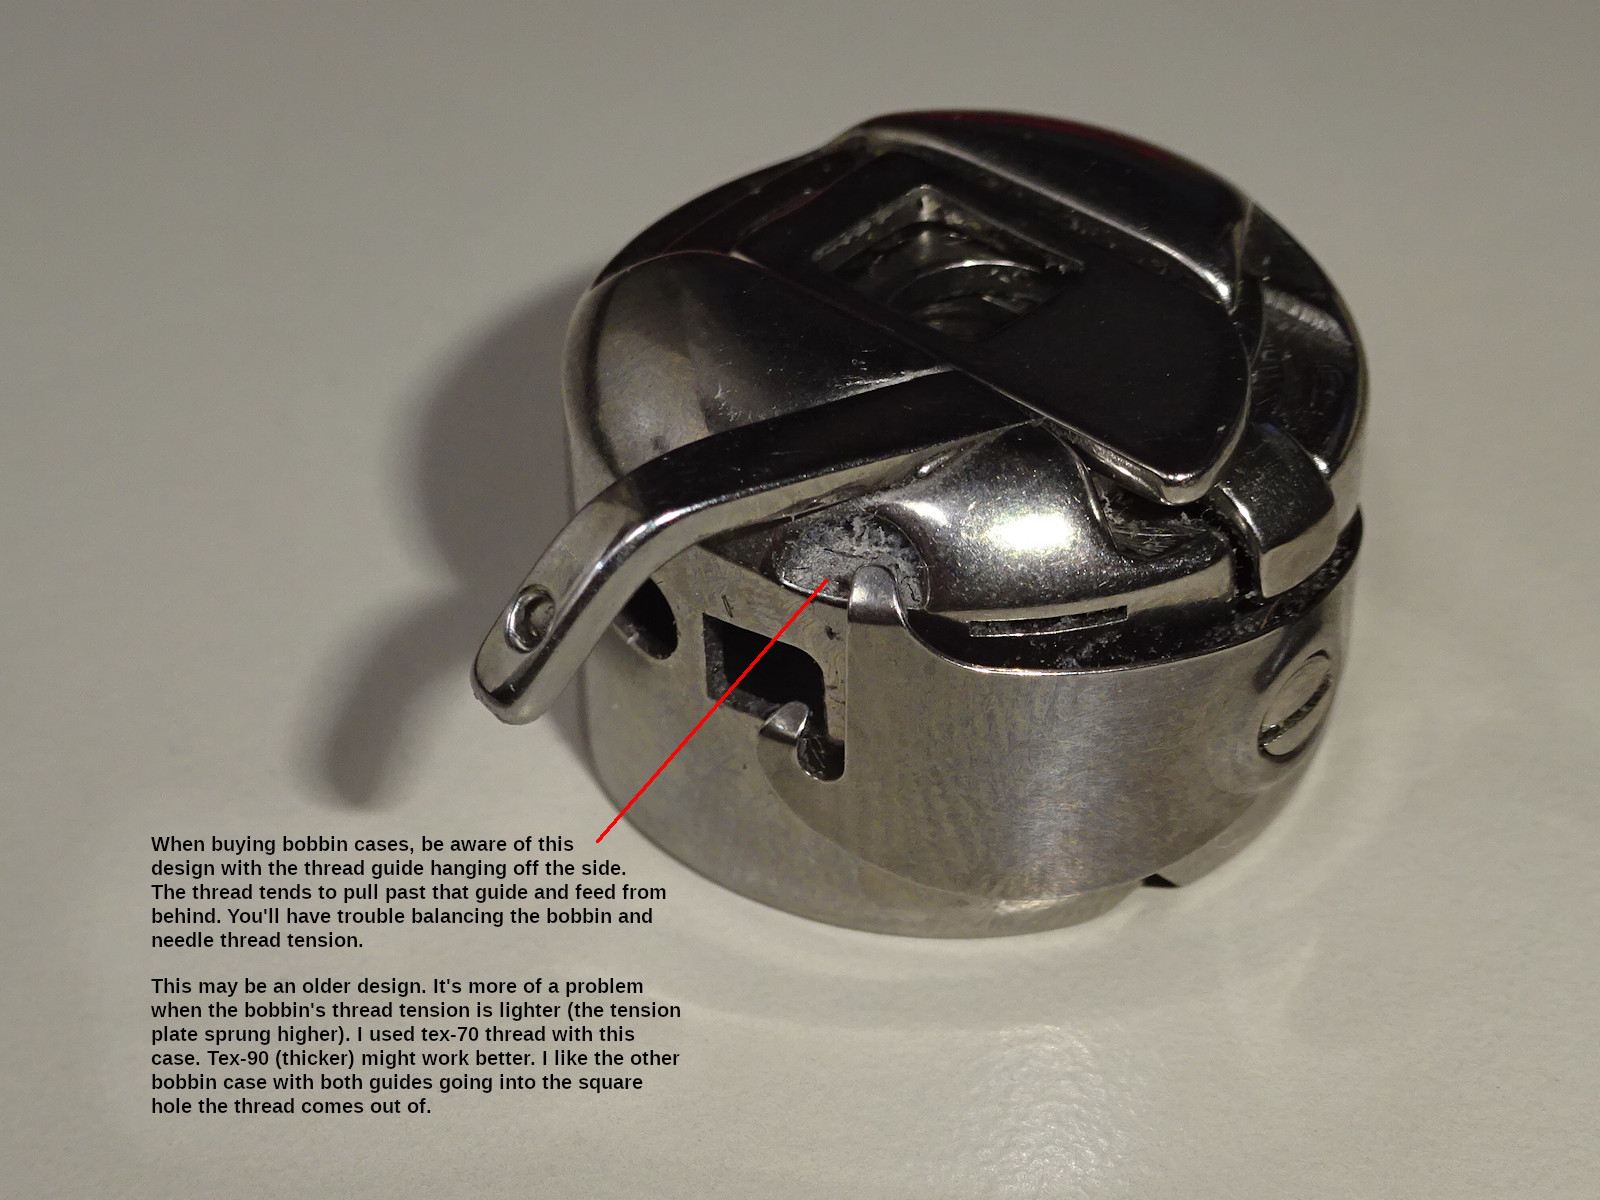 When buying bobbin cases, be aware of this
design with the thread guide hanging off the side.
The thread tends to pull past that guide and feed from
behind. You'll have trouble balancing the bobbin and
needle thread tension.
This may be an older design. It's more of a problem
when the bobbin's thread tension is lighter (the tension
plate sprung higher). I used tex-70 thread with this
case. Tex-90 (thicker) might work better. I like the other
bobbin case with both guides going into the square
hole the thread comes out of.